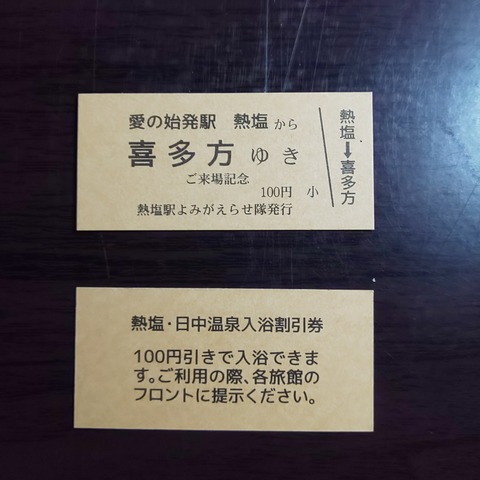 愛の始発駅 熱塩から
喜多方ゆき
ご来場記念
100円 小
熱塩駅よみがえらせ隊発行
熱塩➡喜多方
熱塩・日中温泉入浴割引券
100円引きで入浴できま
す。ご利用の際、各旅館の
フロントに提示ください。